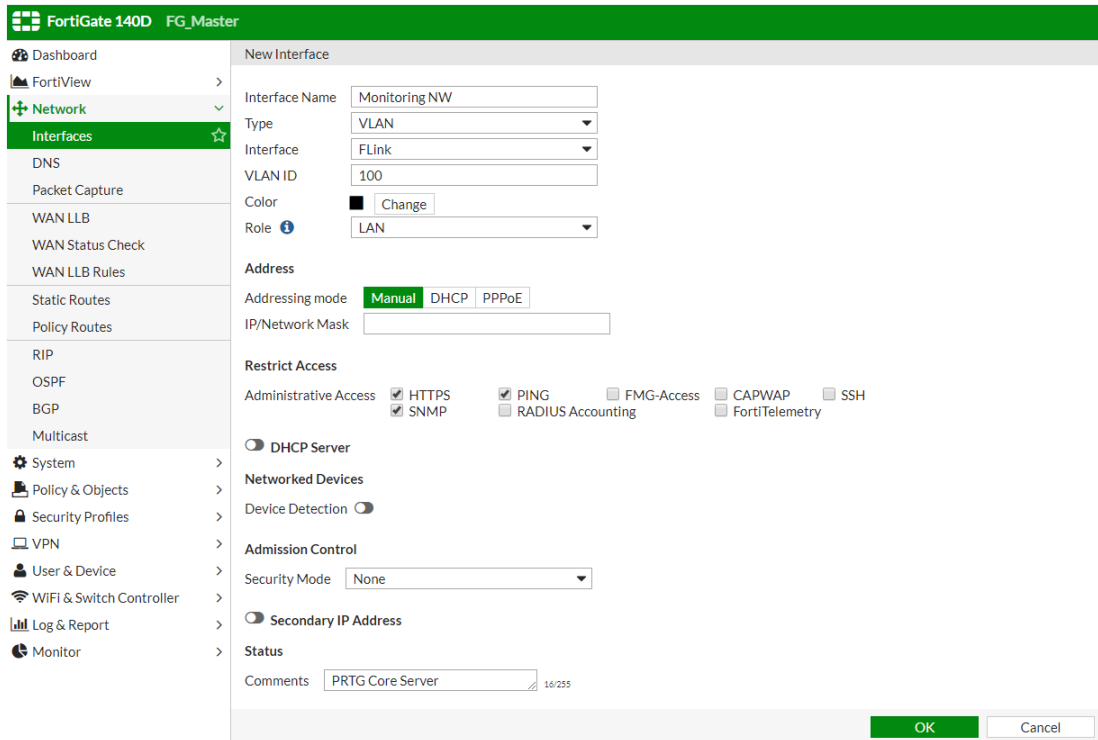 FortiGate 140D FG_Master
Dashboard
FortiView
Network
Interfaces
DNS
Packet Capture
WAN LLB
WAN Status Check
WAN LLB Rules
Static Routes
Policy Routes
RIP
OSPF
BGP
Multicast
System
Policy & Objects
Security Profiles
VPN
User & Device
WiFi & Switch Controller
Log & Report
Monitor
New Interface
Interface Name Monitoring NW
Type VLAN
Interface FLink
VLAN ID 100
Color Change
Role LAN
Address
Addressing mode Manual DHCP PPPoE
IP/Network Mask
Restrict Access
Administrative Access HTTPS PING FMG-Access CAPWAP SSH
SNMP RADIUS Accounting FortiTelemetry
DHCP Server
Networked Devices
Device Detection
Admission Control
Security Mode None
Secondary IP Address
Status
Comments PRTG Core Server 16/255
OK Cancel